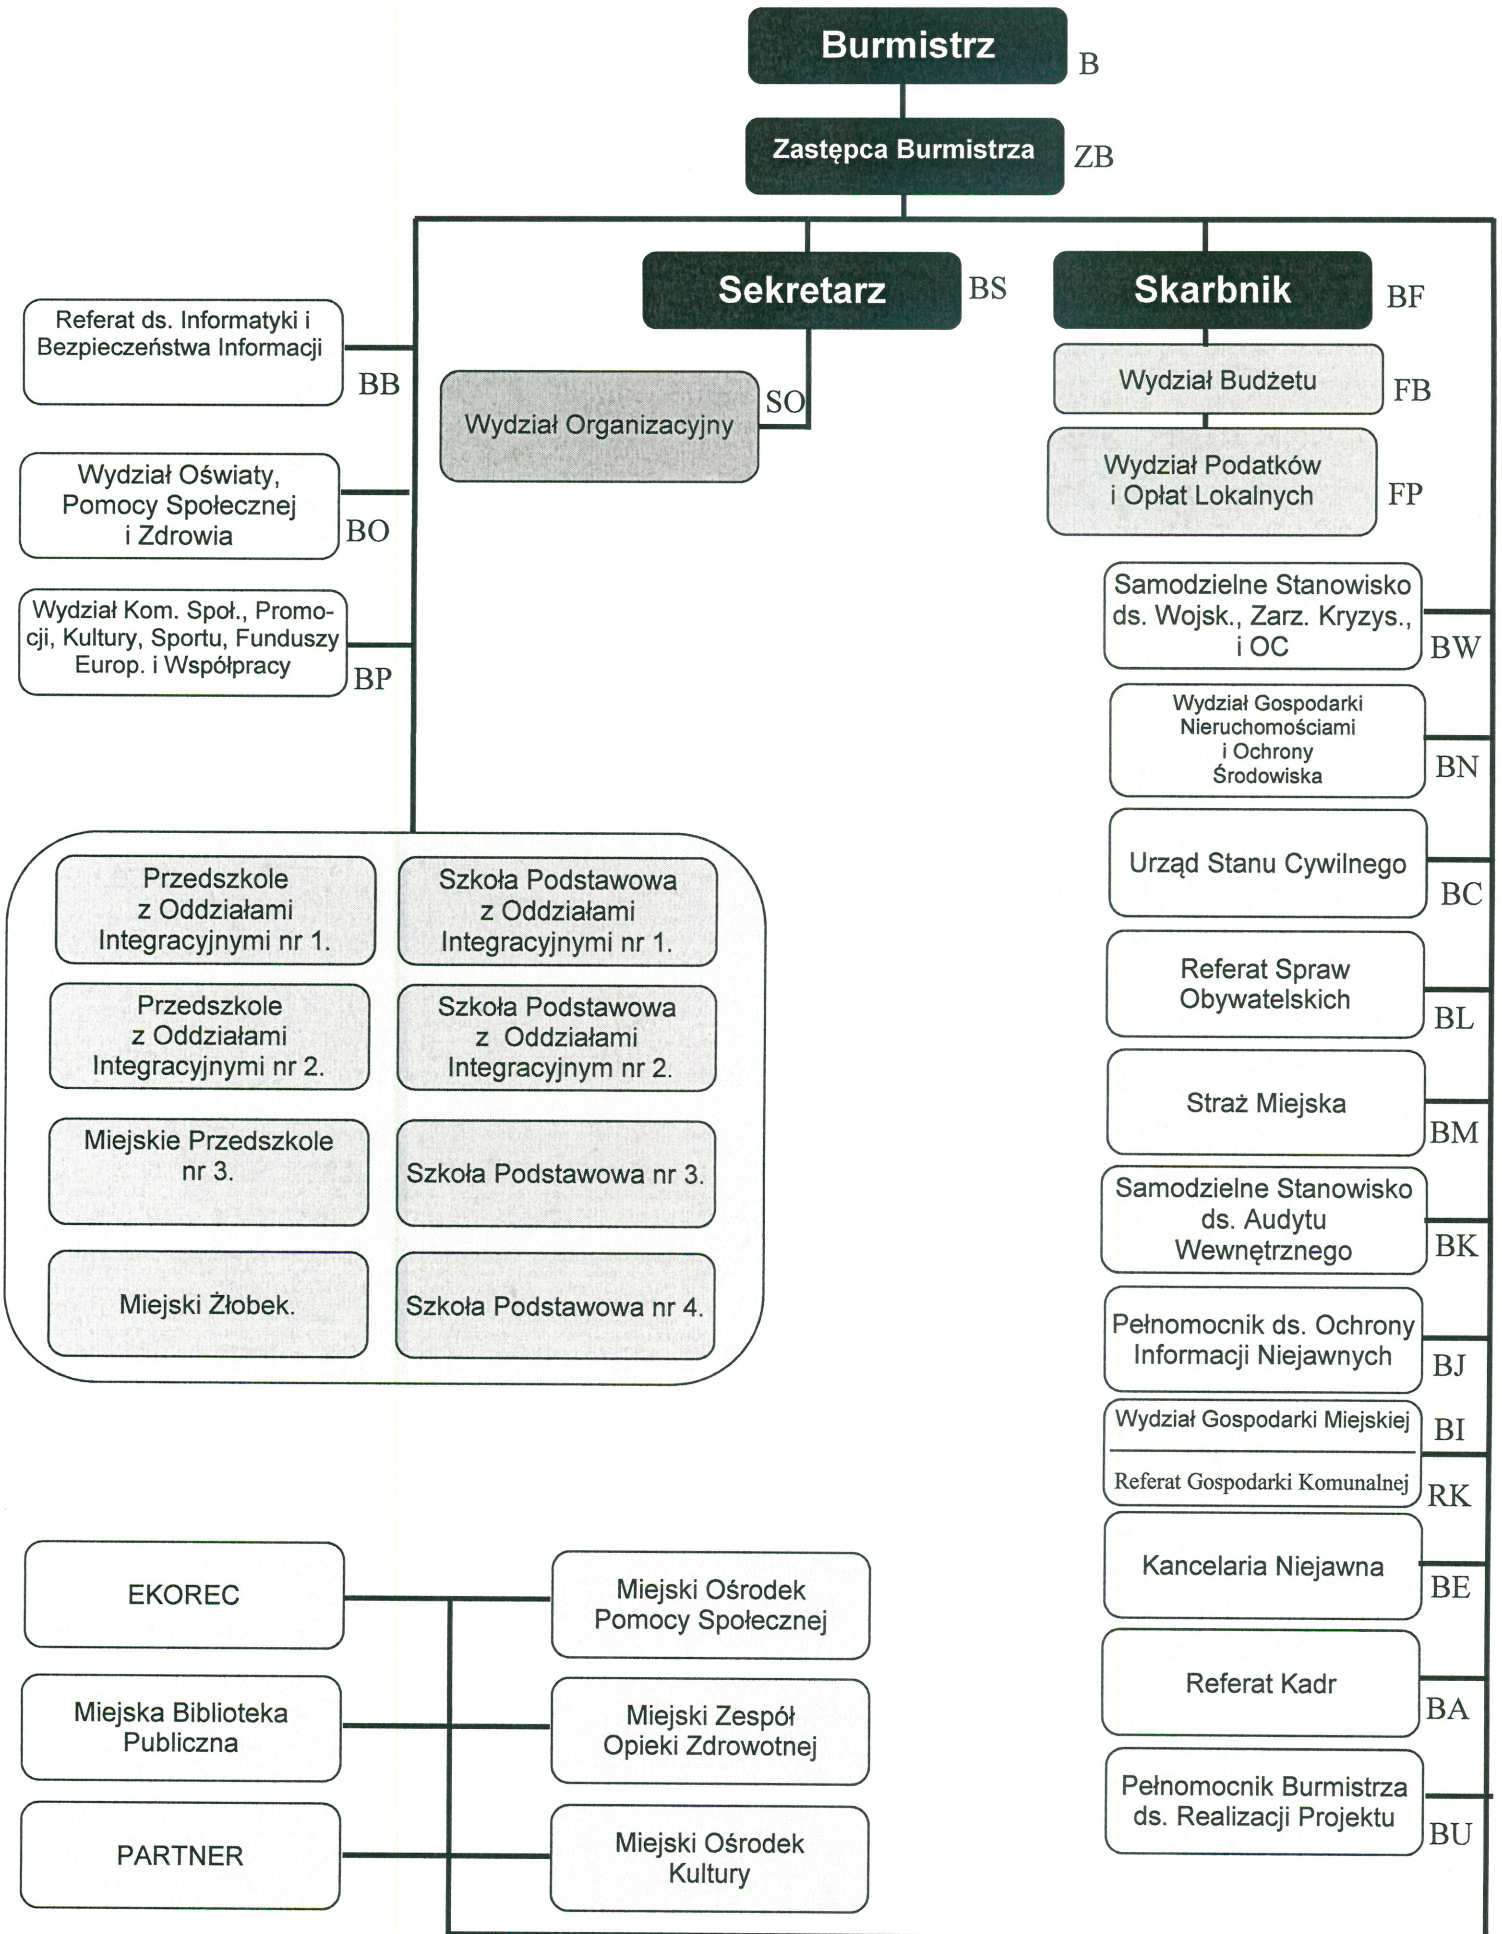 Burmistrz
B
Zastępca Burmistrza
ZB
Sekretarz
BS
Skarbnik
BF
Wydział Organizacyjny
SO
Wydział Budżetu
FB
Wydział Podatków
i Opłat Lokalnych
FP
Referat ds. Informatyki i
Bezpieczeństwa Informacji
BB
Wydział Oświaty,
Pomocy Społecznej
i Zdrowia
BO
Wydział Kom. Społ., Promo-
cji, Kultury, Sportu, Funduszy
Europ. i Współpracy
BP
Przedszkole
z Oddziałami
Integracyjnymi nr 1.
Szkoła Podstawowa
z Oddziałami
Integracyjnymi nr 1.
Przedszkole
z Oddziałami
Integracyjnymi nr 2.
Szkoła Podstawowa
z Oddziałami
Integracyjnym nr 2.
Miejskie Przedszkole
nr 3.
Szkoła Podstawowa nr 3.
Miejski Żłobek.
Szkoła Podstawowa nr 4.
Samodzielne Stanowisko
ds. Wojsk., Zarz. Kryzys.,
i OC
BW
Wydział Gospodarki
Nieruchomościami
i Ochrony
Środowiska
BN
Urząd Stanu Cywilnego
BC
Referat Spraw
Obywatelskich
BL
Straż Miejska
BM
Samodzielne Stanowisko
ds. Audytu
Wewnętrznego
BK
Pełnomocnik ds. Ochrony
Informacji Niejawnych
BJ
Wydział Gospodarki Miejskiej
BI
Referat Gospodarki Komunalnej
RK
Kancelaria Niejawna
BE
Referat Kadr
BA
Pełnomocnik Burmistrza
ds. Realizacji Projektu
BU
EKOREC
Miejski Ośrodek
Pomocy Społecznej
Miejska Biblioteka
Publiczna
Miejski Zespół
Opieki Zdrowotnej
PARTNER
Miejski Ośrodek
Kultury